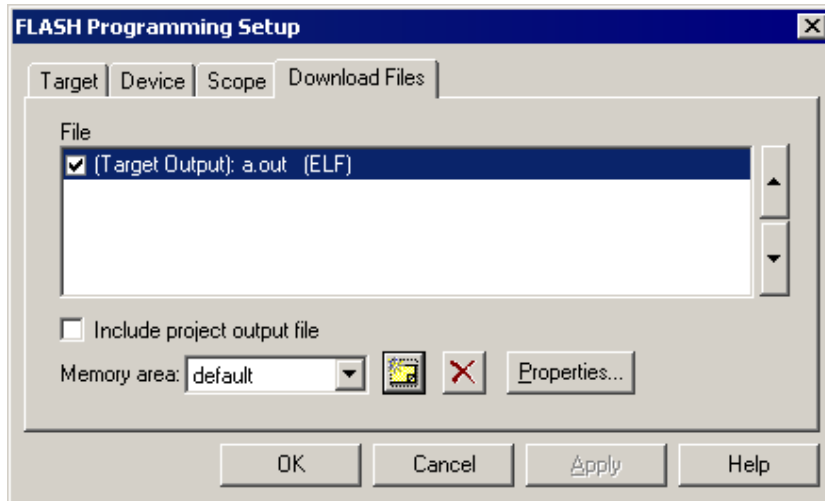 FLASH Programming Setup
Target Device Scope Download Files
File
(Target Output): a.out (ELF)
Include project output file
Memory area: default Properties...
OK Cancel Apply Help